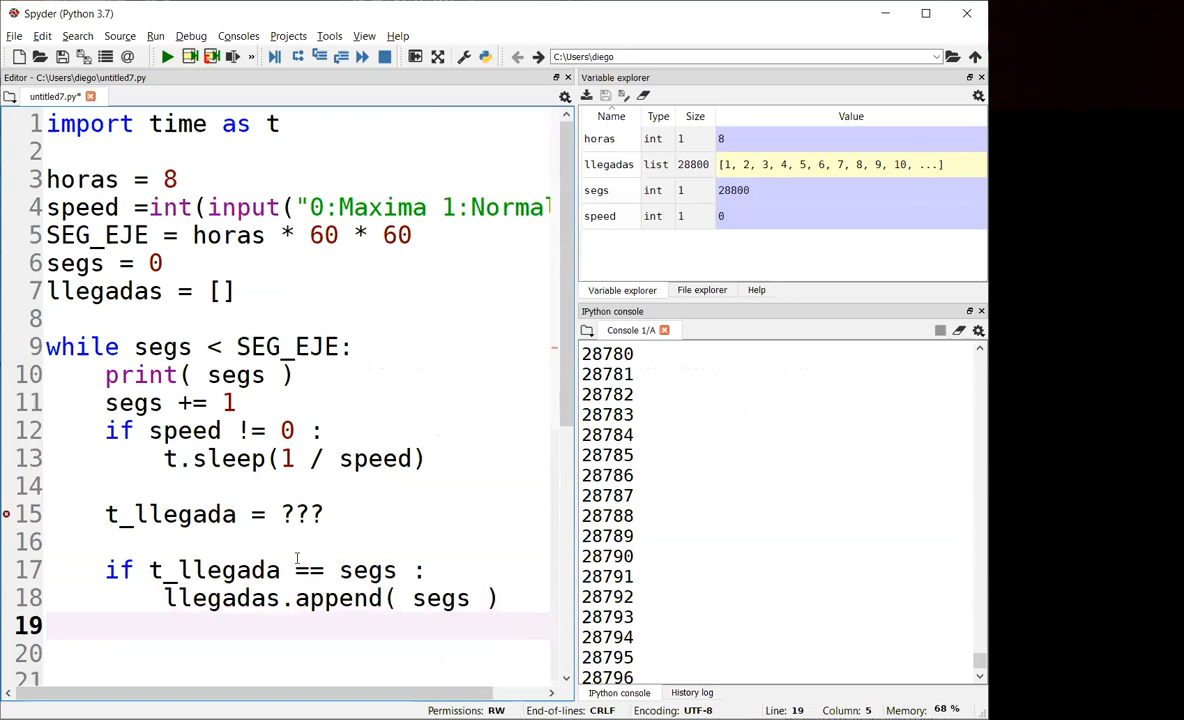 Spyder (Python 3.7)
File Edit Search Source Run Debug Consoles Projects Tools View Help
C:\Users\diego
Editor - C:\Users\diego\untitled7.py
untitled7.py*
1 import time as t
2
3 horas = 8
4 speed =int(input("0:Maxima 1:Normal
5 SEG_EJE = horas * 60 * 60
6 segs = 0
7 llegadas = []
8
9 while segs < SEG_EJE:
10 print( segs )
11 segs += 1
12 if speed != 0 :
13 t.sleep(1 / speed)
14
15 t_llegada = ???
16
17 if t_llegada == segs :
18 llegadas.append( segs )
19
20
21
Variable explorer
Name Type Size Value
horas int 1 8
llegadas list 28800 [1, 2, 3, 4, 5, 6, 7, 8, 9, 10, ...]
segs int 1 28800
speed int 1 0
Variable explorer File explorer Help
IPython console
Console 1/A
28780
28781
28782
28783
28784
28785
28786
28787
28788
28789
28790
28791
28792
28793
28794
28795
28796
IPython console History log
Permissions: RW End-of-lines: CRLF Encoding: UTF-8 Line: 19 Column: 5 Memory: 68 %